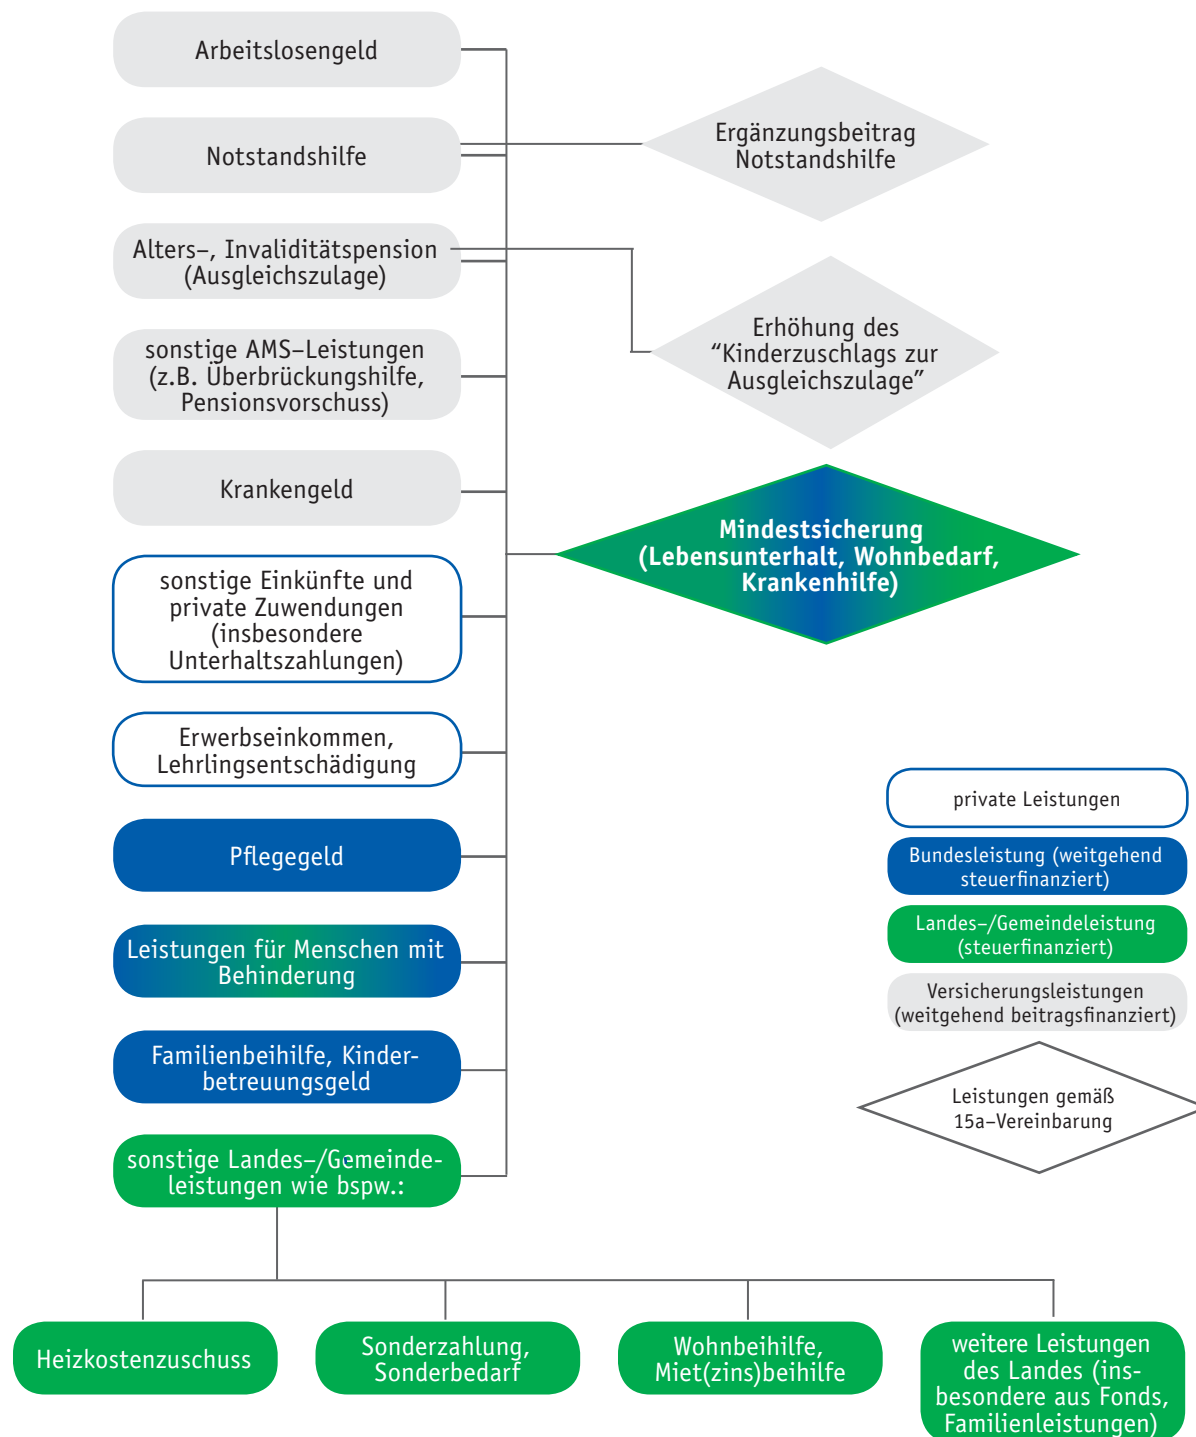 Arbeitslosengeld
Notstandshilfe
Ergänzungsbeitrag
Notstandshilfe
Alters–, Invaliditätspension
(Ausgleichszulage)
Erhöhung des
“Kinderzuschlags zur
Ausgleichszulage”
sonstige AMS–Leistungen
(z.B. Überbrückungshilfe,
Pensionsvorschuss)
Krankengeld
Mindestsicherung
(Lebensunterhalt, Wohnbedarf,
Krankenhilfe)
sonstige Einkünfte und
private Zuwendungen
(insbesondere
Unterhaltszahlungen)
Erwerbseinkommen,
Lehrlingsentschädigung
Pflegegeld
Leistungen für Menschen mit
Behinderung
Familienbeihilfe, Kinder-
betreuungsgeld
sonstige Landes–/Gemeinde-
leistungen wie bspw.:
private Leistungen
Bundesleistung (weitgehend
steuerfinanziert)
Landes–/Gemeindeleistung
(steuerfinanziert)
Versicherungsleistungen
(weitgehend beitragsfinanziert)
Leistungen gemäß
15a–Vereinbarung
Heizkostenzuschuss
Sonderzahlung,
Sonderbedarf
Wohnbeihilfe,
Miet(zins)beihilfe
weitere Leistungen
des Landes (ins-
besondere aus Fonds,
Familienleistungen)